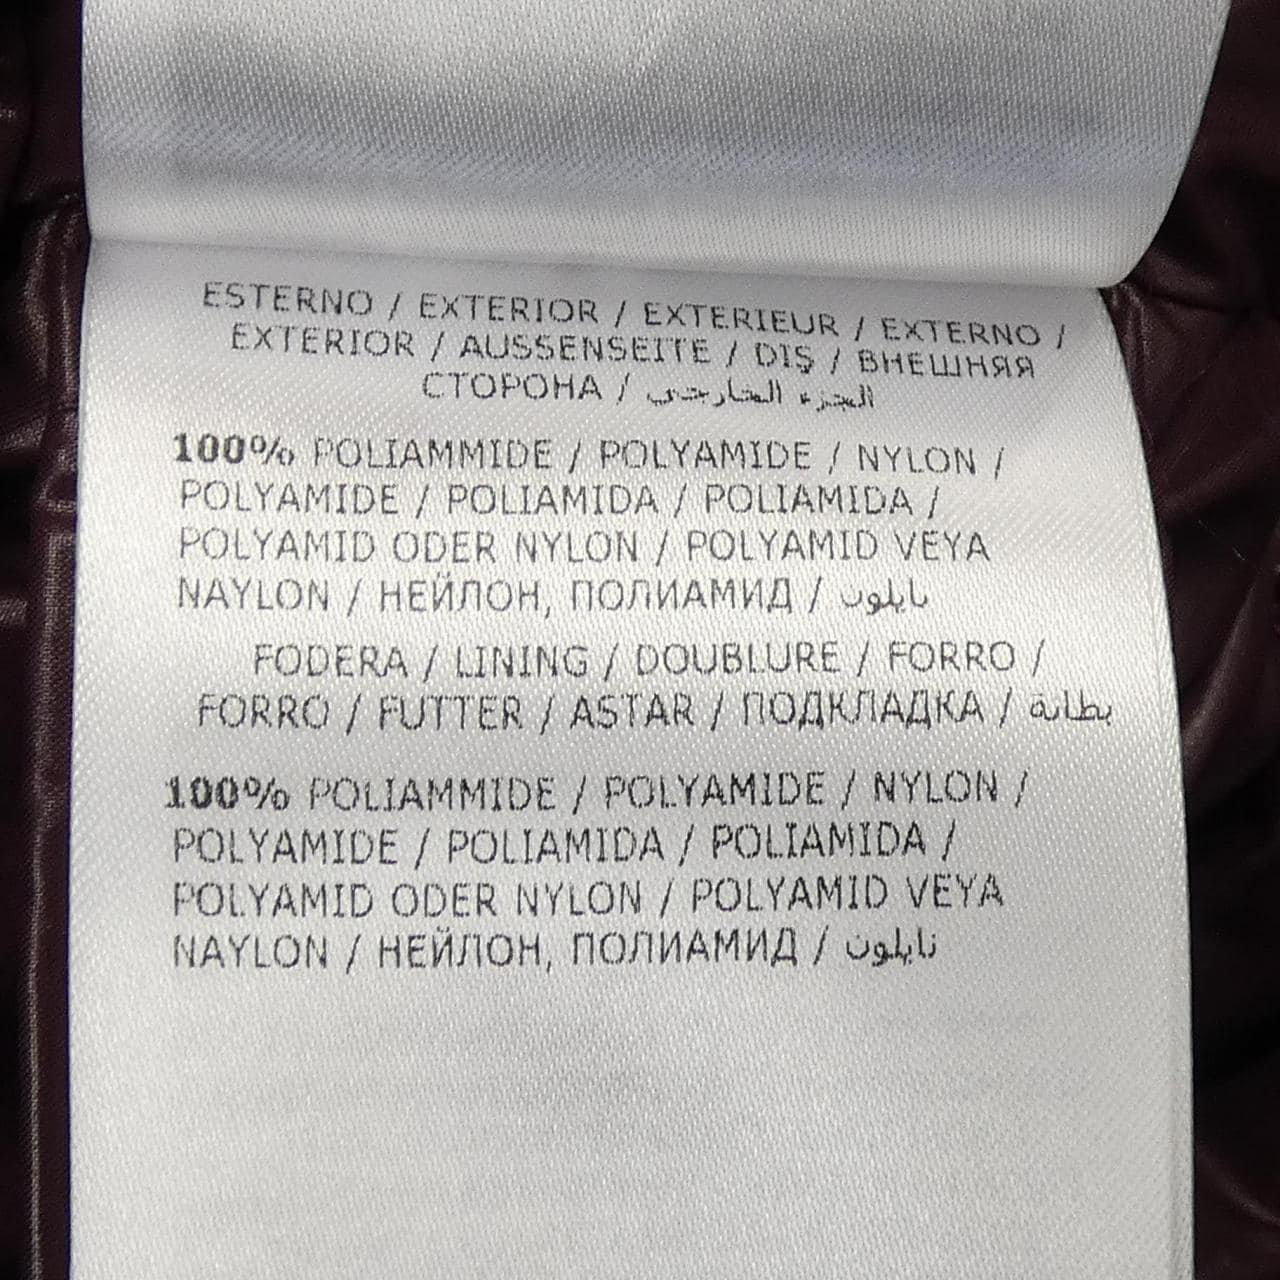 ESTERNO / EXTERIOR / EXTERIEUR / EXTERNO /
EXTERIOR / AUSSENSEITE / DIŞ / ВНЕШНЯЯ
СТОРОНА / الجزء الخارجي
100% POLIAMMIDE / POLYAMIDE / NYLON /
POLYAMIDE / POLIAMIDA / POLIAMIDA /
POLYAMID ODER NYLON / POLYAMID VEYA
NAYLON / НЕЙЛОН, ПОЛИАМИД / نايلون
FODERA / LINING / DOUBLURE / FORRO /
FORRO / FUTTER / ASTAR / ПОДКЛАДКА / بطانة
100% POLIAMMIDE / POLYAMIDE / NYLON /
POLYAMIDE / POLIAMIDA / POLIAMIDA /
POLYAMID ODER NYLON / POLYAMID VEYA
NAYLON / НЕЙЛОН, ПОЛИАМИД / نايلون